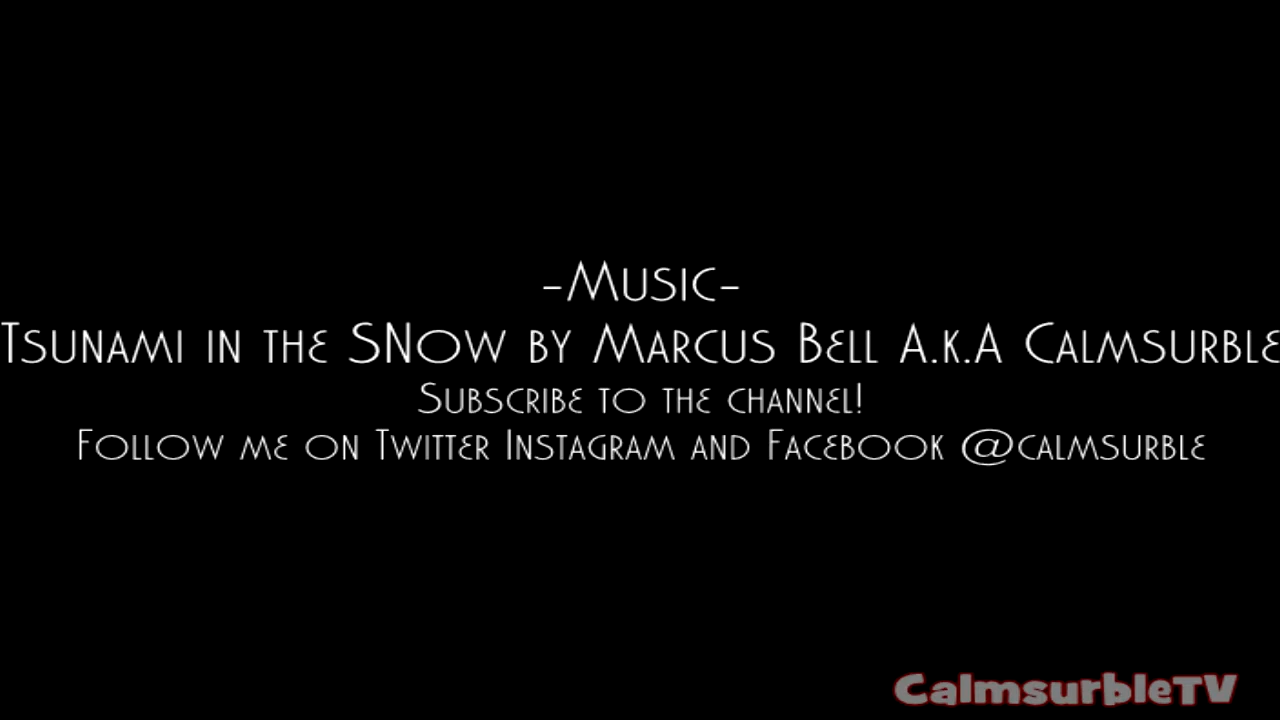 -Music-
Tsunami in the SNow by Marcus Bell A.k.A Calmsurble
Subscribe to the channel!
Follow me on Twitter Instagram and Facebook @calmsurble
CalmsurbleTV